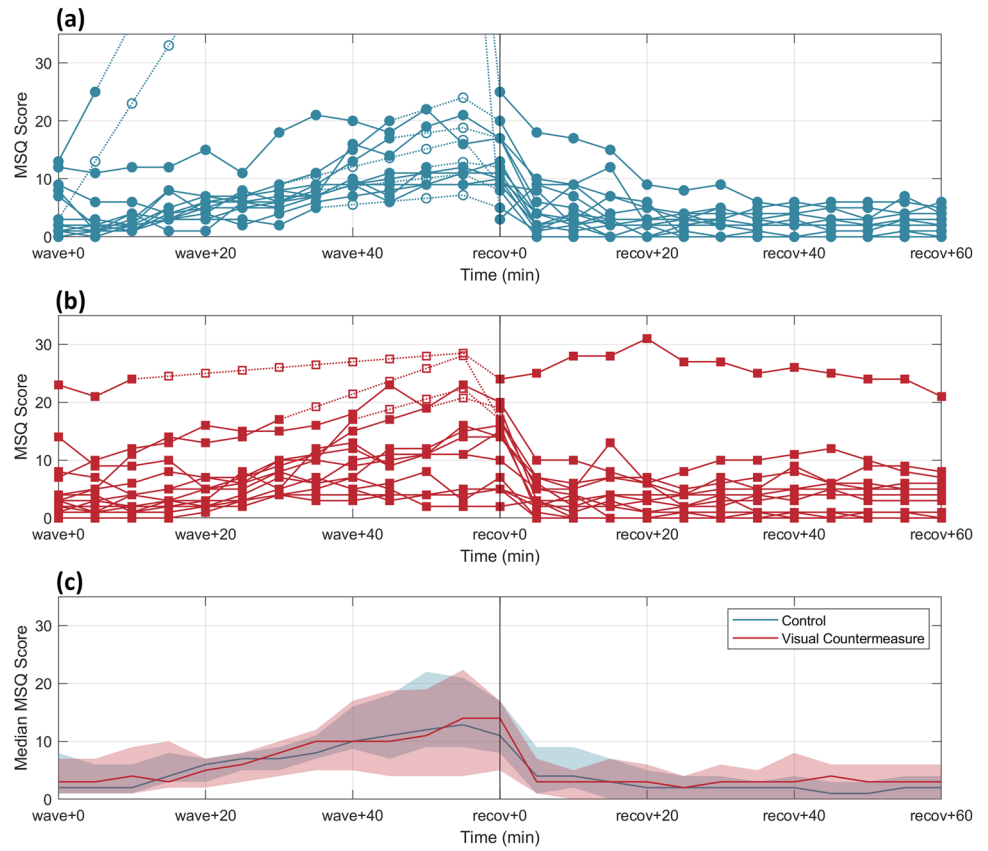 (a)
MSQ Score
30
20
10
0
wave+0 wave+20 wave+40 recov+0 recov+20 recov+40 recov+60
Time (min)
(b)
MSQ Score
30
20
10
0
wave+0 wave+20 wave+40 recov+0 recov+20 recov+40 recov+60
Time (min)
(c)
Median MSQ Score
30
20
10
0
Control
Visual Countermeasure
wave+0 wave+20 wave+40 recov+0 recov+20 recov+40 recov+60
Time (min)